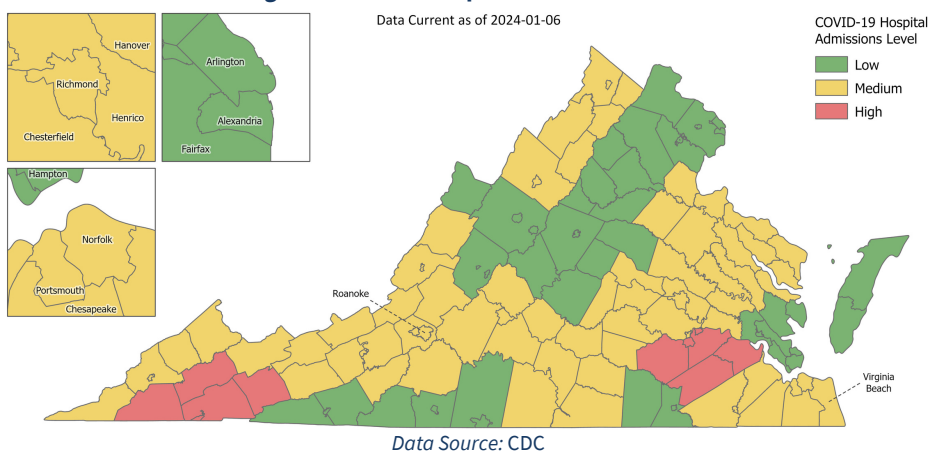 Data Current as of 2024-01-06
COVID-19 Hospital
Admissions Level
Low
Medium
High
Hanover
Richmond
Henrico
Chesterfield
Arlington
Alexandria
Fairfax
Hampton
Norfolk
Portsmouth
Chesapeake
Roanoke
Virginia
Beach
Data Source: CDC